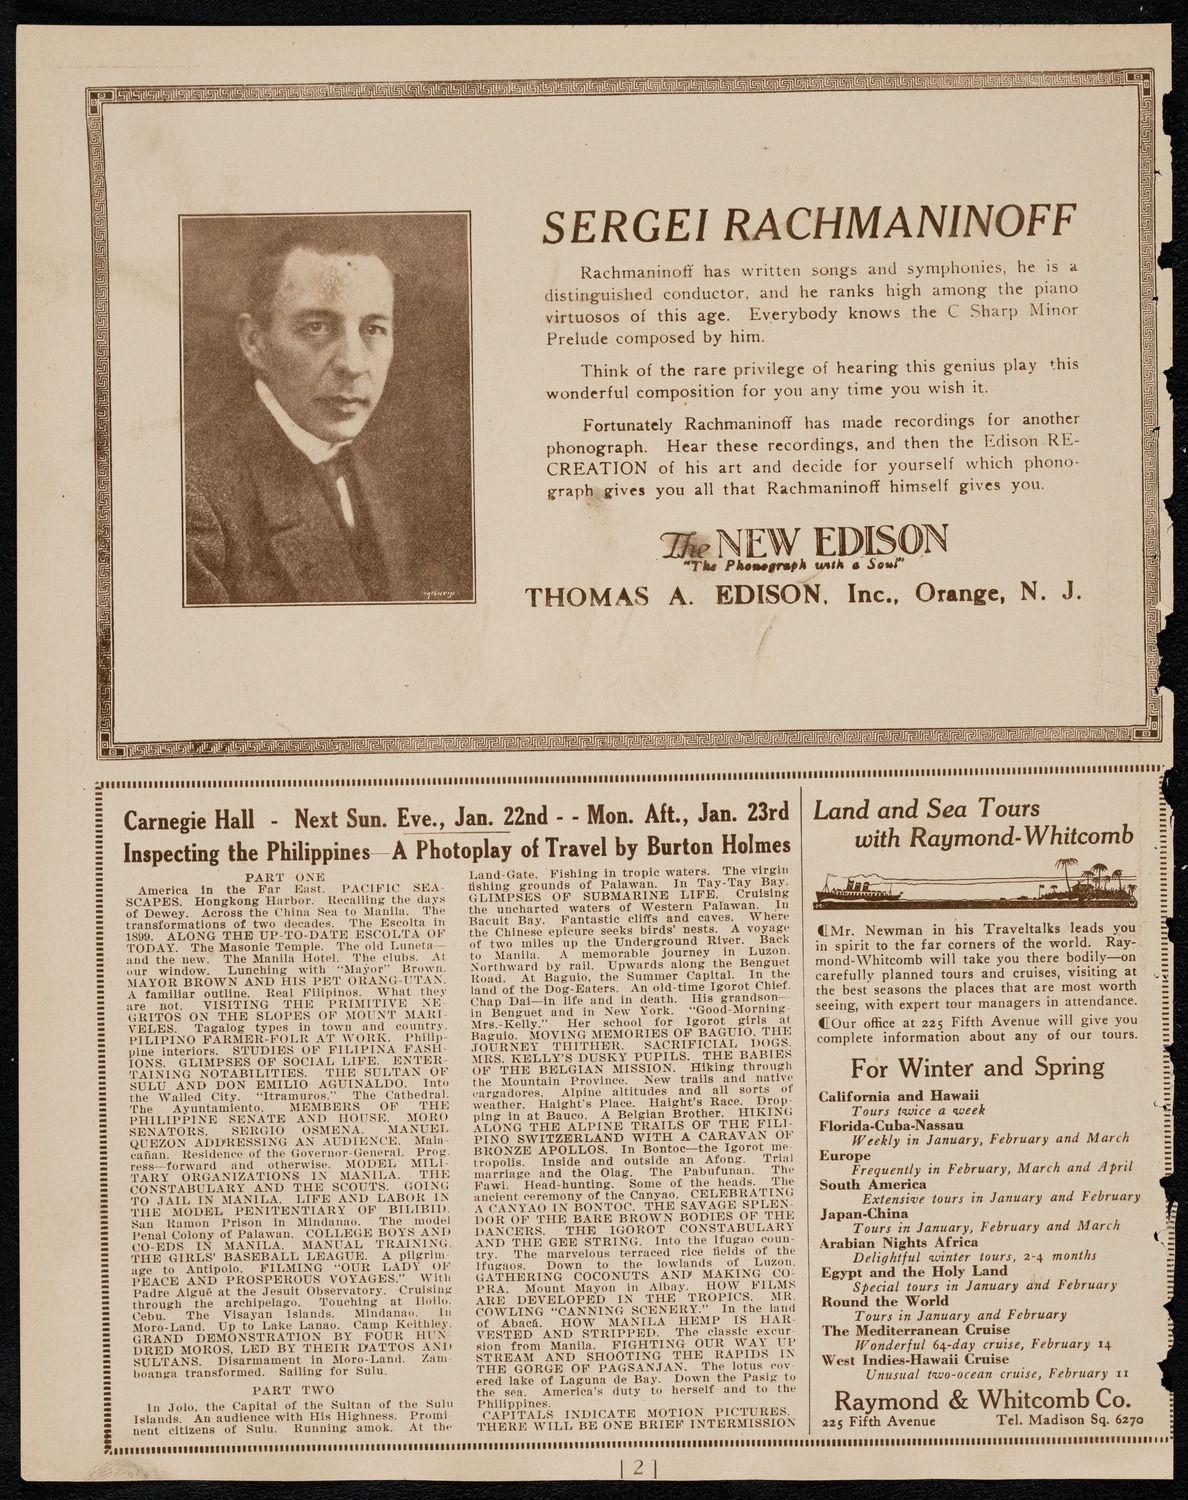 SERGEI RACHMANINOFF
Rachmaninoff has written songs and symphonies, he is a
distinguished conductor, and he ranks high among the piano
virtuosos of this age. Everybody knows the C Sharp Minor
Prelude composed by him.
Think of the rare privilege of hearing this genius play this
wonderful composition for you any time you wish it.
Fortunately Rachmaninoff has made recordings for another
phonograph. Hear these recordings, and then the Edison RE-
CREATION of his art and decide for yourself which phono-
graph gives you all that Rachmaninoff himself gives you.
The NEW EDISON
"The Phonograph with a Soul"
THOMAS A. EDISON, Inc., Orange, N. J.
Carnegie Hall - Next Sun. Eve., Jan. 22nd - - Mon. Aft., Jan. 23rd
Inspecting the Philippines—A Photoplay of Travel by Burton Holmes
PART ONE
America in the Far East. PACIFIC SEA-
SCAPES. Hongkong Harbor. Recalling the days
of Dewey. Across the China Sea to Manila. The
transformations of two decades. The Escolta in
1899. ALONG THE UP-TO-DATE ESCOLTA OF
TODAY. The Masonic Temple. The old Luneta—
and the new. The Manila Hotel. The clubs. At
our window. Lunching with "Mayor" Brown.
MAYOR BROWN AND HIS PET ORANG-UTAN.
A familiar outline. Real Filipinos. What they
are not. VISITING THE PRIMITIVE NE-
GRITOS ON THE SLOPES OF MOUNT MARI-
VELES. Tagalog types in town and country.
PILIPINO FARMER-FOLR AT WORK. Philip-
pine interiors. STUDIES OF FILIPINA FASH-
IONS. GLIMPSES OF SOCIAL LIFE. ENTER-
TAINING NOTABILITIES. THE SULTAN OF
SULU AND DON EMILIO AGUINALDO. Into
the Walled City. "Itramuros." The Cathedral.
The Ayuntamiento. MEMBERS OF THE
PHILIPPINE SENATE AND HOUSE. MORO
SENATORS. SERGIO OSMENA. MANUEL
QUEZON ADDRESSING AN AUDIENCE. Mala-
cañan. Residence of the Governor-General. Prog-
ress—forward and otherwise. MODEL MILI-
TARY ORGANIZATIONS IN MANILA. THE
CONSTABULARY AND THE SCOUTS. GOING
TO JAIL IN MANILA. LIFE AND LABOR IN
THE MODEL PENITENTIARY OF BILIBID.
San Ramon Prison in Mindanao. The model
Penal Colony of Palawan. COLLEGE BOYS AND
CO-EDS IN MANILA. MANUAL TRAINING.
THE GIRLS' BASEBALL LEAGUE. A pilgrim-
age to Antipolo. FILMING "OUR LADY OF
PEACE AND PROSPEROUS VOYAGES." With
Padre Algué at the Jesuit Observatory. Cruising
through the archipelago. Touching at Iloilo.
Cebu. The Visayan Islands. Mindanao. In
Moro-Land. Up to Lake Lanao. Camp Keithley.
GRAND DEMONSTRATION BY FOUR HUN-
DRED MOROS, LED BY THEIR DATTOS AND
SULTANS. Disarmament in Moro-Land. Zam-
boanga transformed. Sailing for Sulu.
PART TWO
In Jolo, the Capital of the Sultan of the Sulu
Islands. An audience with His Highness. Promi-
nent citizens of Sulu. Running amok. At the
Land-Gate. Fishing in tropic waters. The virgin
fishing grounds of Palawan. In Tay-Tay Bay.
GLIMPSES OF SUBMARINE LIFE. Cruising
the uncharted waters of Western Palawan. In
Bacuit Bay. Fantastic cliffs and caves. Where
the Chinese epicure seeks birds' nests. A voyage
of two miles up the Underground River. Back
to Manila. A memorable journey in Luzon.
Northward by rail. Upwards along the Benguet
Road. At Baguio, the Summer Capital. In the
land of the Dog-Eaters. An old-time Igorot Chief.
Chap Dai—in life and in death. His grandson—
in Benguet and in New York. "Good-Morning-
Mrs.-Kelly." Her school for Igorot girls at
Baguio. MOVING MEMORIES OF BAGUIO, THE
JOURNEY THITHER. SACRIFICIAL DOGS.
MRS. KELLY'S DUSKY PUPILS. THE BABIES
OF THE BELGIAN MISSION. Hiking through
the Mountain Province. New trails and native
cargadores. Alpine altitudes and all sorts of
weather. Haight's Place. Haight's Race. Drop-
ping in at Bauco. A Belgian Brother. HIKING
ALONG THE ALPINE TRAILS OF THE FILI-
PINO SWITZERLAND WITH A CARAVAN OF
BRONZE APOLLOS. In Bontoc—the Igorot me-
tropolis. Inside and outside an Afong. Trial
marriage and the Olag. The Pabufunan. The
Fawi. Head-hunting. Some of the heads. The
ancient ceremony of the Canyao. CELEBRATING
A CANYAO IN BONTOC. THE SAVAGE SPLEN-
DOR OF THE BARE BROWN BODIES OF THE
DANCERS. THE IGOROT CONSTABULARY
AND THE GEE STRING. Into the Ifugao coun-
try. The marvelous terraced rice fields of the
Ifugaos. Down to the lowlands of Luzon.
GATHERING COCONUTS AND MAKING CO-
PRA. Mount Mayon in Albay. HOW FILMS
ARE DEVELOPED IN THE TROPICS. MR.
COWLING "CANNING SCENERY." In the land
of Abacá. HOW MANILA HEMP IS HAR-
VESTED AND STRIPPED. The classic excur-
sion from Manila. FIGHTING OUR WAY UP
STREAM AND SHOOTING THE RAPIDS IN
THE GORGE OF PAGSANJAN. The lotus cov-
ered lake of Laguna de Bay. Down the Pasig to
the sea. America's duty to herself and to the
Philippines.
CAPITALS INDICATE MOTION PICTURES.
THERE WILL BE ONE BRIEF INTERMISSION
Land and Sea Tours
with Raymond-Whitcomb
¶Mr. Newman in his Traveltalks leads you
in spirit to the far corners of the world. Ray-
mond-Whitcomb will take you there bodily—on
carefully planned tours and cruises, visiting at
the best seasons the places that are most worth
seeing, with expert tour managers in attendance.
¶Our office at 225 Fifth Avenue will give you
complete information about any of our tours.
For Winter and Spring
California and Hawaii
Tours twice a week
Florida-Cuba-Nassau
Weekly in January, February and March
Europe
Frequently in February, March and April
South America
Extensive tours in January and February
Japan-China
Tours in January, February and March
Arabian Nights Africa
Delightful winter tours, 2-4 months
Egypt and the Holy Land
Special tours in January and February
Round the World
Tours in January and February
The Mediterranean Cruise
Wonderful 64-day cruise, February 14
West Indies-Hawaii Cruise
Unusual two-ocean cruise, February 11
Raymond & Whitcomb Co.
225 Fifth Avenue Tel. Madison Sq. 6270
[ 2 ]